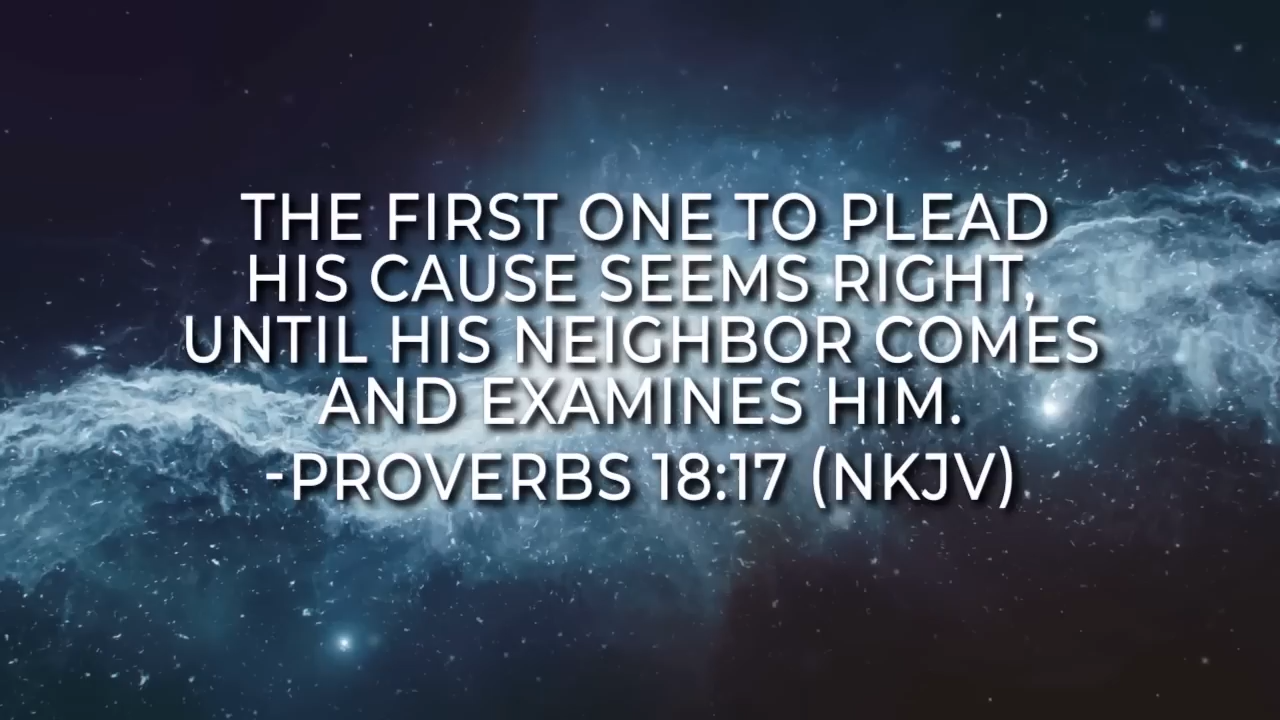 THE FIRST ONE TO PLEAD
HIS CAUSE SEEMS RIGHT,
UNTIL HIS NEIGHBOR COMES
AND EXAMINES HIM.
-PROVERBS 18:17 (NKJV)